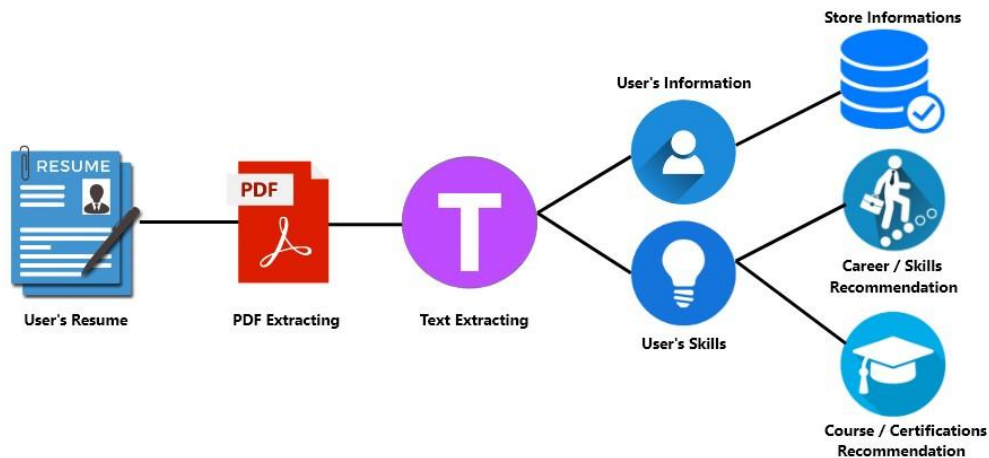 Store Informations
User's Information
RESUME
PDF
T
Career / Skills
Recommendation
User's Resume
PDF Extracting
Text Extracting
User's Skills
Course / Certifications
Recommendation